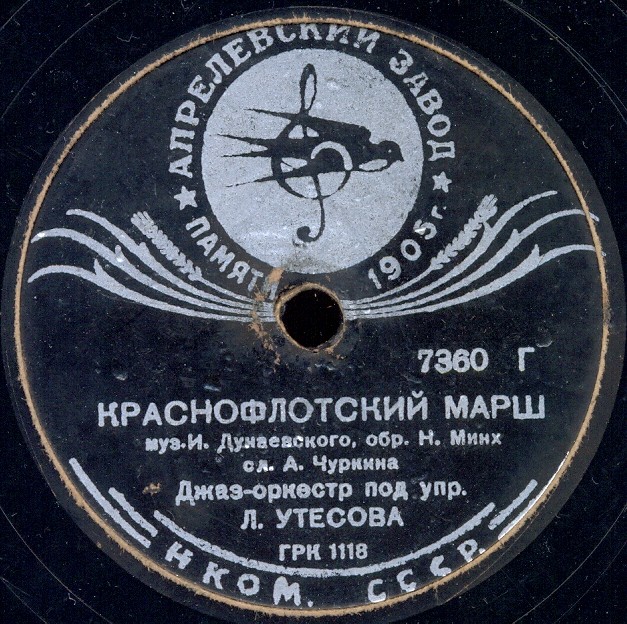 АПРЕЛЕВСКИЙ ЗАВОД
ПАМЯТИ 1905 г.
7360 Г
КРАСНОФЛОТСКИЙ МАРШ
муз. И. Дунаевского, обр. Н. Минх
сл. А. Чуркина
Джаз-оркестр под упр.
Л. УТЕСОВА
ГРК 1118
НКОМ. СССР.